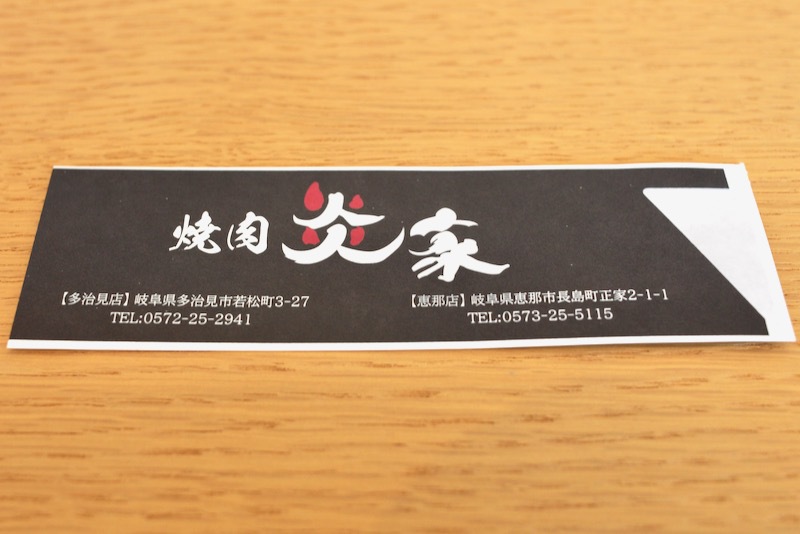 焼肉 炎家
【多治見店】岐阜県多治見市若松町3-27
TEL:0572-25-2941
【恵那店】岐阜県恵那市長島町正家2-1-1
TEL:0573-25-5115